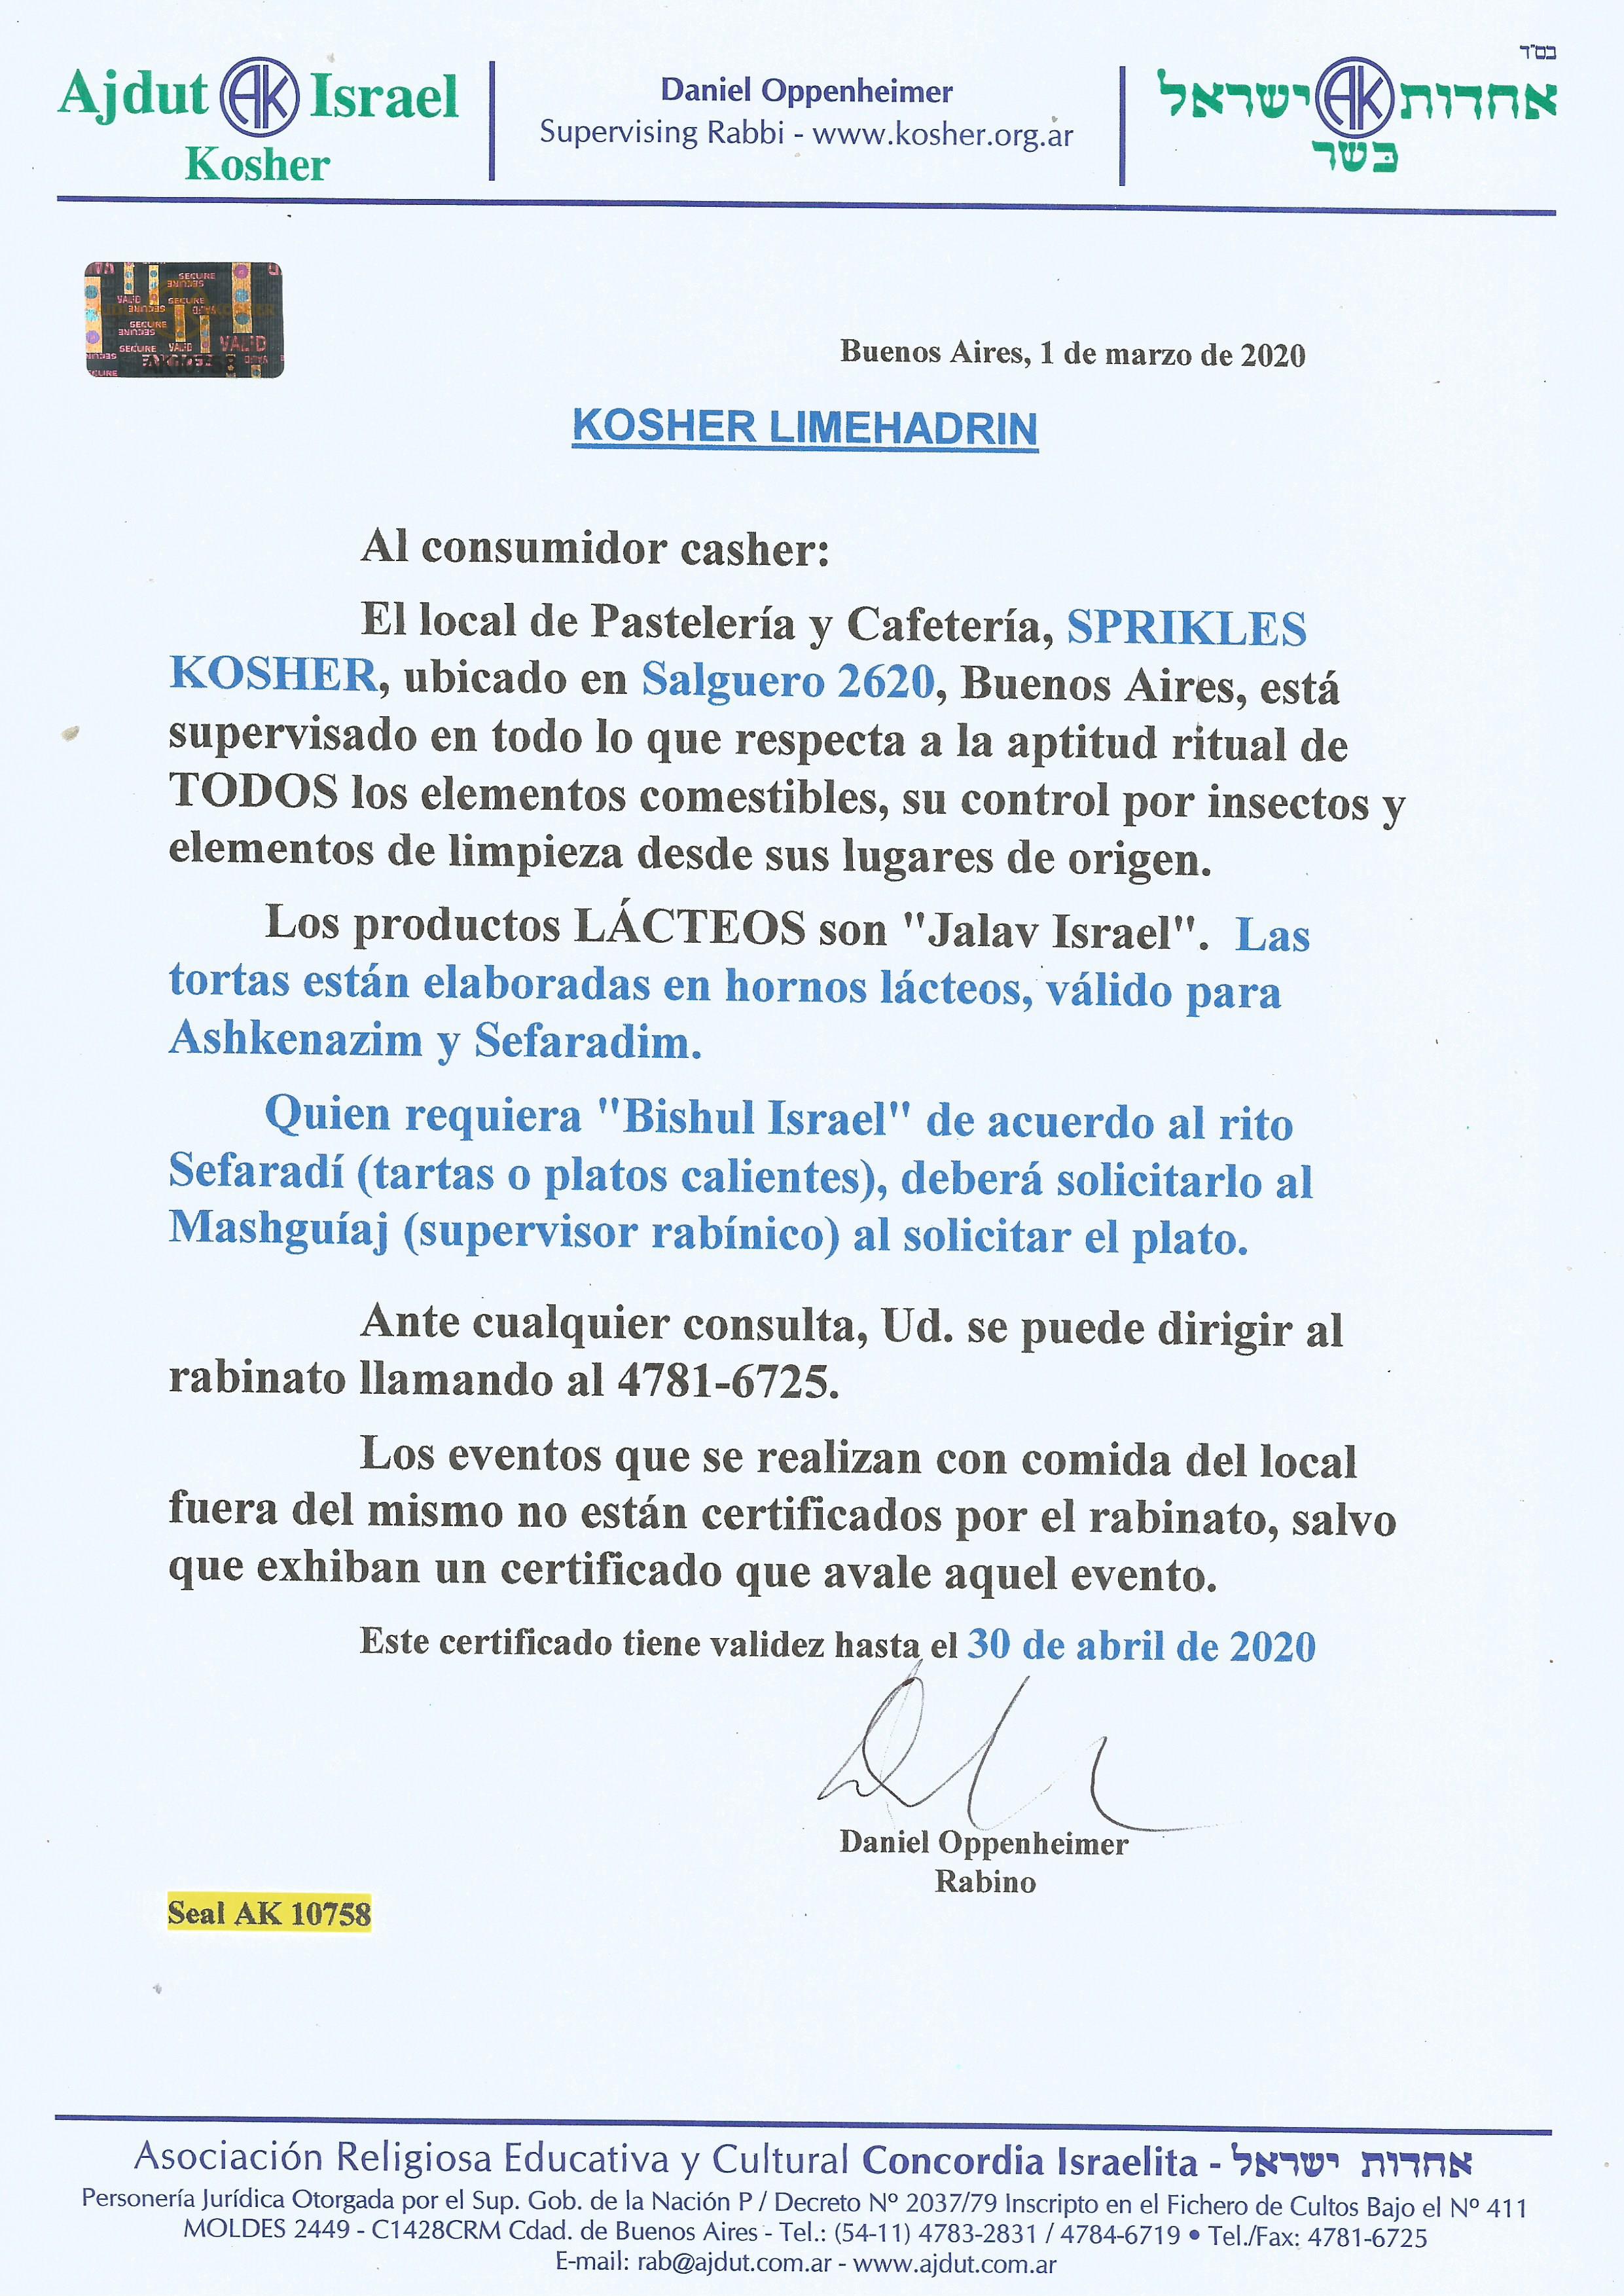 בס"ד
Ajdut AK Israel
Kosher
Daniel Oppenheimer
Supervising Rabbi - www.kosher.org.ar
אחדות AK ישראל
כשר
SECURE
VALID
Buenos Aires, 1 de marzo de 2020
KOSHER LIMEHADRIN
Al consumidor casher:
El local de Pastelería y Cafetería, SPRIKLES
KOSHER, ubicado en Salguero 2620, Buenos Aires, está
supervisado en todo lo que respecta a la aptitud ritual de
TODOS los elementos comestibles, su control por insectos y
elementos de limpieza desde sus lugares de origen.
Los productos LÁCTEOS son "Jalav Israel". Las
tortas están elaboradas en hornos lácteos, válido para
Ashkenazim y Sefaradim.
Quien requiera "Bishul Israel" de acuerdo al rito
Sefaradí (tartas o platos calientes), deberá solicitarlo al
Mashguíaj (supervisor rabínico) al solicitar el plato.
Ante cualquier consulta, Ud. se puede dirigir al
rabinato llamando al 4781-6725.
Los eventos que se realizan con comida del local
fuera del mismo no están certificados por el rabinato, salvo
que exhiban un certificado que avale aquel evento.
Este certificado tiene validez hasta el 30 de abril de 2020
Daniel Oppenheimer
Rabino
Seal AK 10758
Asociación Religiosa Educativa y Cultural Concordia Israelita - אחדות ישראל
Personería Jurídica Otorgada por el Sup. Gob. de la Nación P / Decreto Nº 2037/79 Inscripto en el Fichero de Cultos Bajo el Nº 411
MOLDES 2449 - C1428CRM Cdad. de Buenos Aires - Tel.: (54-11) 4783-2831 / 4784-6719 • Tel./Fax: 4781-6725
E-mail: rab@ajdut.com.ar - www.ajdut.com.ar